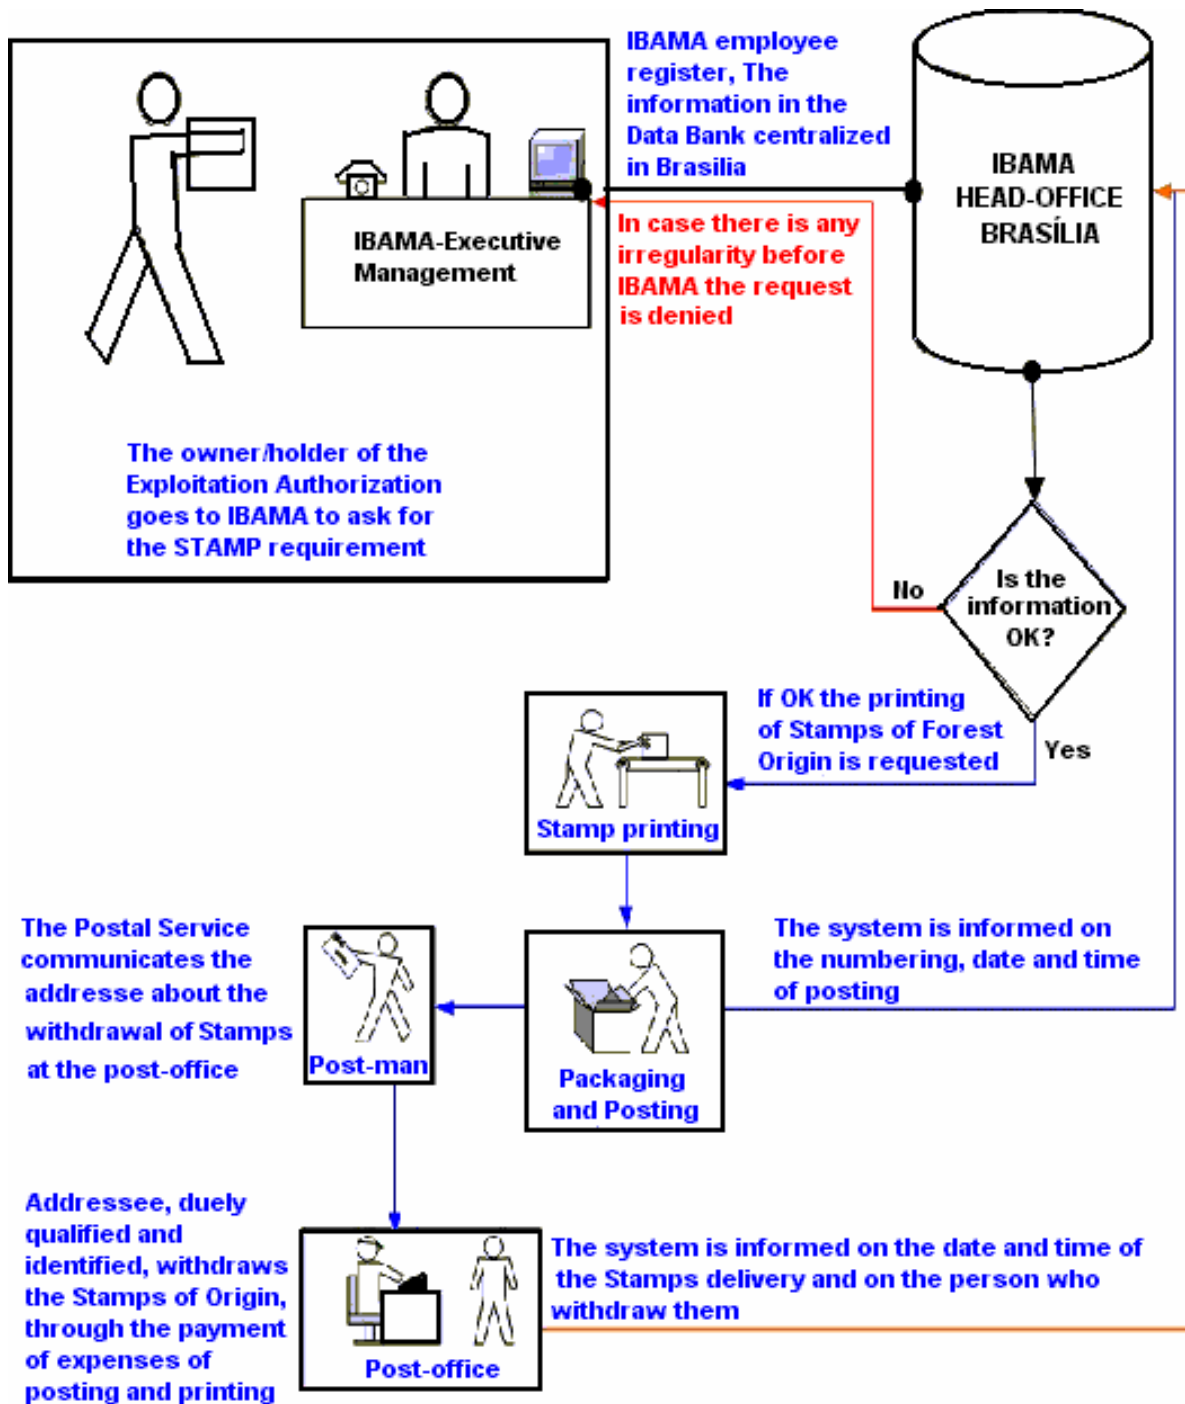 IBAMA employee
register, The
information in the
Data Bank centralized
in Brasilia
IBAMA
HEAD-OFFICE
BRASÍLIA
IBAMA-Executive
Management
In case there is any
irregularity before
IBAMA the request
is denied
The owner/holder of the
Exploitation Authorization
goes to IBAMA to ask for
the STAMP requirement
No
Is the
information
OK?
Yes
If OK the printing
of Stamps of Forest
Origin is requested
Stamp printing
The Postal Service
communicates the
addresse about the
withdrawal of Stamps
at the post-office
Post-man
Packaging
and Posting
The system is informed on
the numbering, date and time
of posting
Addressee, duely
qualified and
identified, withdraws
the Stamps of Origin,
through the payment
of expenses of
posting and printing
Post-office
The system is informed on the date and time of
the Stamps delivery and on the person who
withdraw them